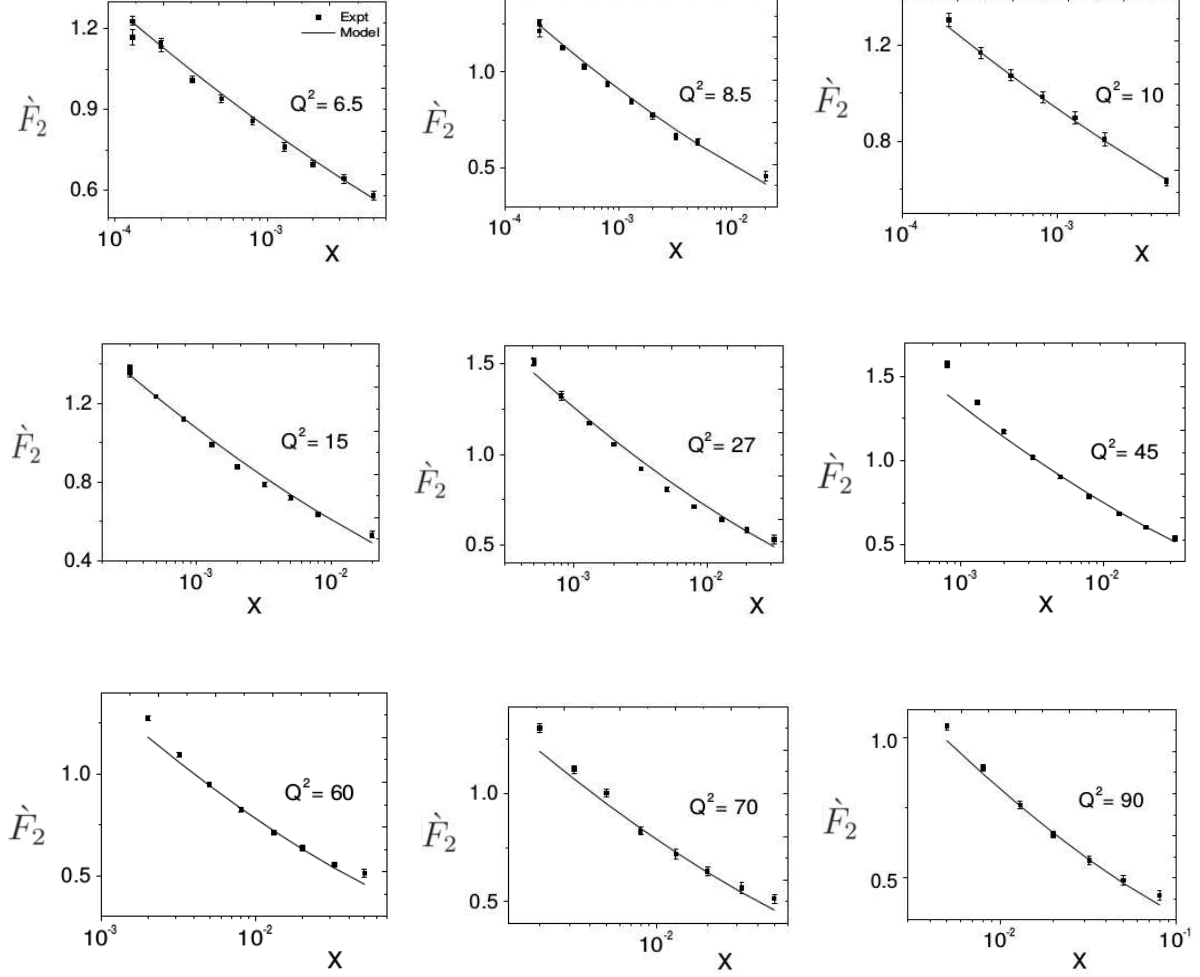 Expt
Model
1.2
0.9
0.6
F̀₂
Q² = 6.5
10⁻⁴
10⁻³
X
1.0
0.5
F̀₂
Q² = 8.5
10⁻⁴
10⁻³
10⁻²
X
1.2
0.8
F̀₂
Q² = 10
10⁻⁴
10⁻³
X
1.2
0.8
0.4
F̀₂
Q² = 15
10⁻³
10⁻²
X
1.5
1.0
0.5
F̀₂
Q² = 27
10⁻³
10⁻²
X
1.5
1.0
0.5
F̀₂
Q² = 45
10⁻³
10⁻²
X
1.0
0.5
F̀₂
Q² = 60
10⁻³
10⁻²
X
1.0
0.5
F̀₂
Q² = 70
10⁻²
X
1.0
0.5
F̀₂
Q² = 90
10⁻²
10⁻¹
X